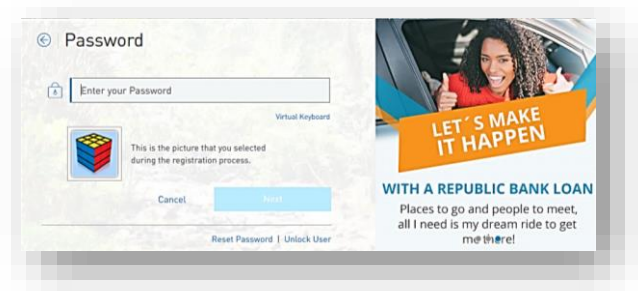 Password
Enter your Password
Virtual Keyboard
This is the picture that you selected
during the registration process.
Cancel
Next
Reset Password | Unlock User
LET´S MAKE
IT HAPPEN
WITH A REPUBLIC BANK LOAN
Places to go and people to meet,
all I need is my dream ride to get
me there!